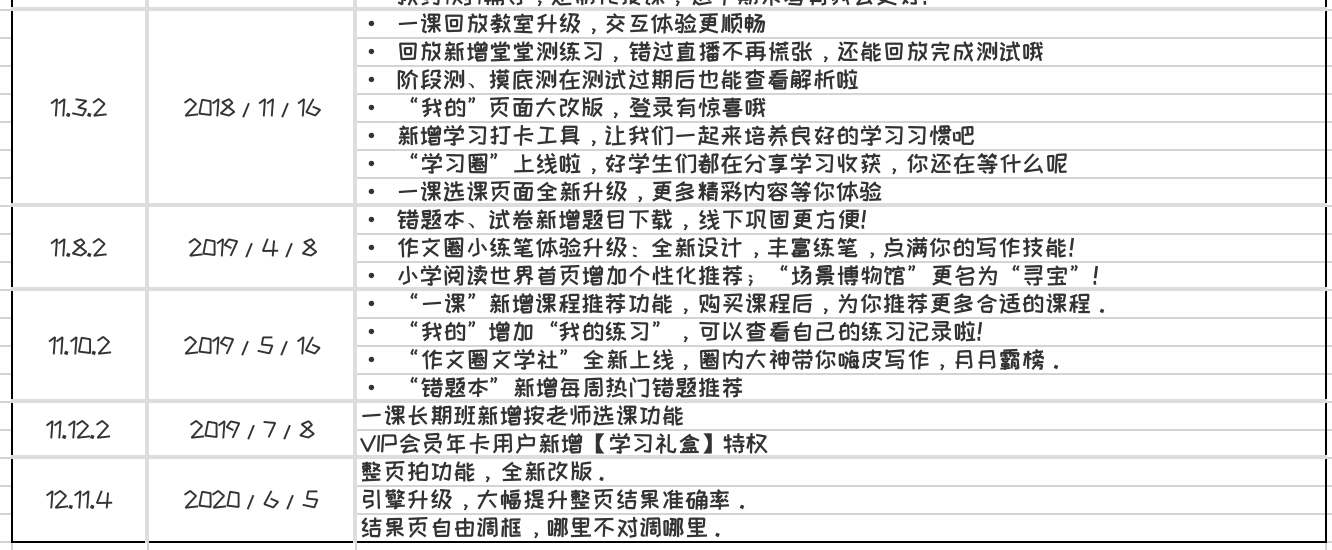 • 一课回放教室升级，交互体验更顺畅
• 回放新增堂堂测练习，错过直播不再慌张，还能回放完成测试哦
• 阶段测、摸底测在测试过期后也能查看解析啦
11.3.2
2018 / 11 / 16
• “我的”页面大改版，登录有惊喜哦
• 新增学习打卡工具，让我们一起来培养良好的学习习惯吧
• “学习圈”上线啦，好学生们都在分享学习收获，你还在等什么呢
• 一课选课页面全新升级，更多精彩内容等你体验
• 错题本、试卷新增题目下载，线下巩固更方便!
11.8.2
2019 / 4 / 8
• 作文圈小练笔体验升级：全新设计，丰富练笔，点满你的写作技能!
• 小学阅读世界首页增加个性化推荐；“场景博物馆”更名为“寻宝”!
• “一课”新增课程推荐功能，购买课程后，为你推荐更多合适的课程.
11.10.2
2019 / 5 / 16
• “我的”增加“我的练习”，可以查看自己的练习记录啦!
• “作文圈文学社”全新上线，圈内大神带你嗨皮写作，月月霸榜.
• “错题本”新增每周热门错题推荐
11.12.2
2019 / 7 / 8
一课长期班新增按老师选课功能
VIP会员年卡用户新增【学习礼盒】特权
整页拍功能，全新改版.
12.11.4
2020 / 6 / 5
引擎升级，大幅提升整页结果准确率.
结果页自由调框，哪里不对调哪里.